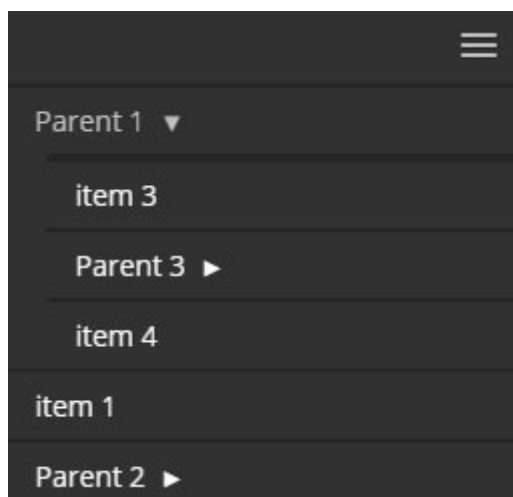 Parent 1 ▼
item 3
Parent 3 ►
item 4
item 1
Parent 2 ►